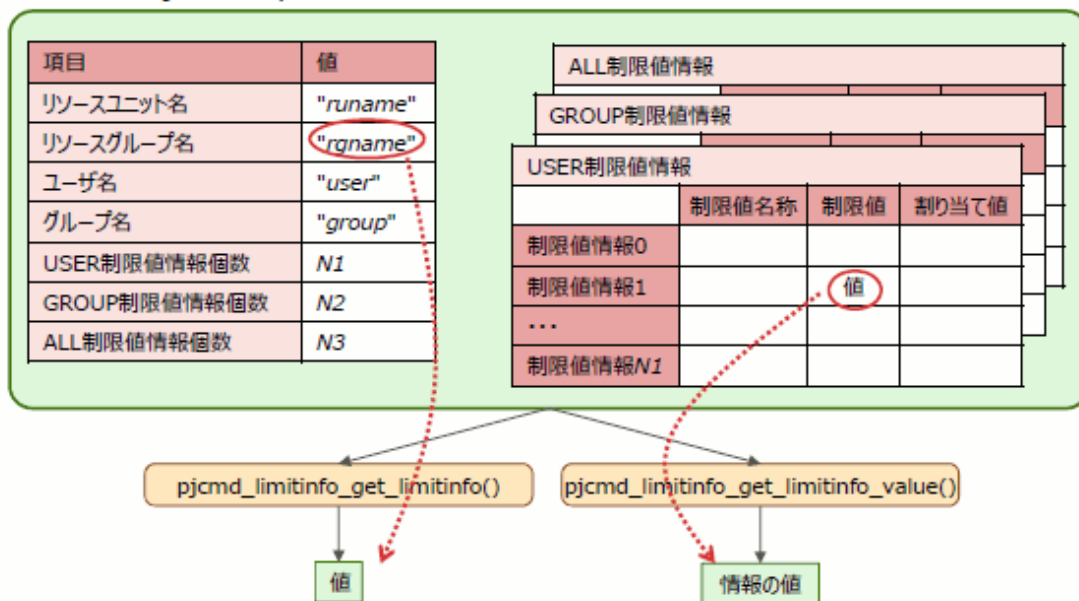 項目 値
リソースユニット名 "runame"
リソースグループ名 "rgname"
ユーザ名 "user"
グループ名 "group"
USER制限値情報個数 N1
GROUP制限値情報個数 N2
ALL制限値情報個数 N3
ALL制限値情報
GROUP制限値情報
USER制限値情報
制限値名称 制限値 割り当て値
制限値情報0
制限値情報1 値
...
制限値情報N1
pjcmd_limitinfo_get_limitinfo()
pjcmd_limitinfo_get_limitinfo_value()
値
情報の値